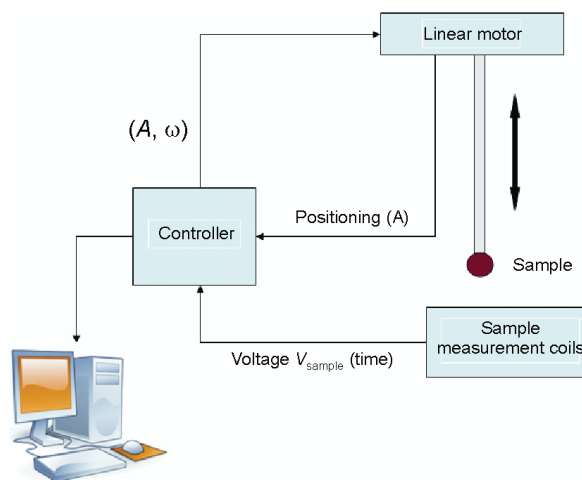 Linear motor
(A, ω)
Positioning (A)
Controller
Sample
Sample
measurement coils
Voltage Vsample (time)